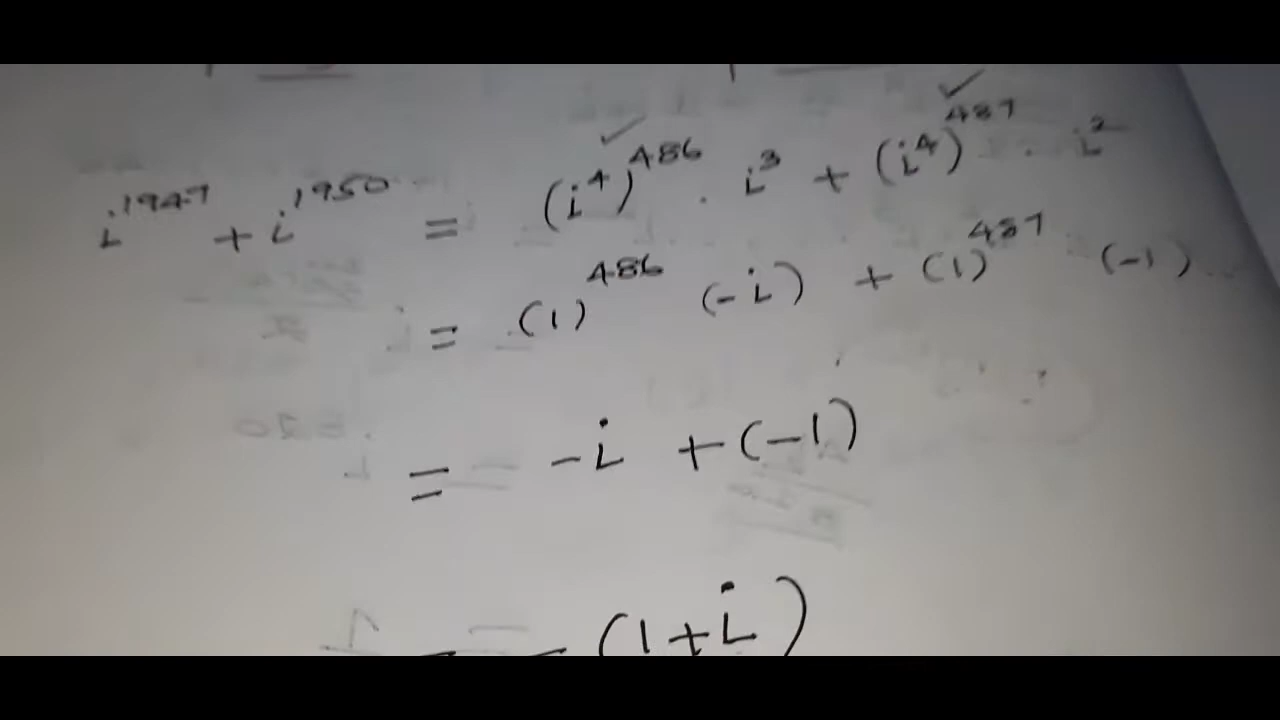 i^1947 + i^1950 = (i^4)^486 . i^3 + (i^4)^487 . i^2
= (1)^486 (-i) + (1)^487 (-1)
= -i + (-1)
= - (1+i)